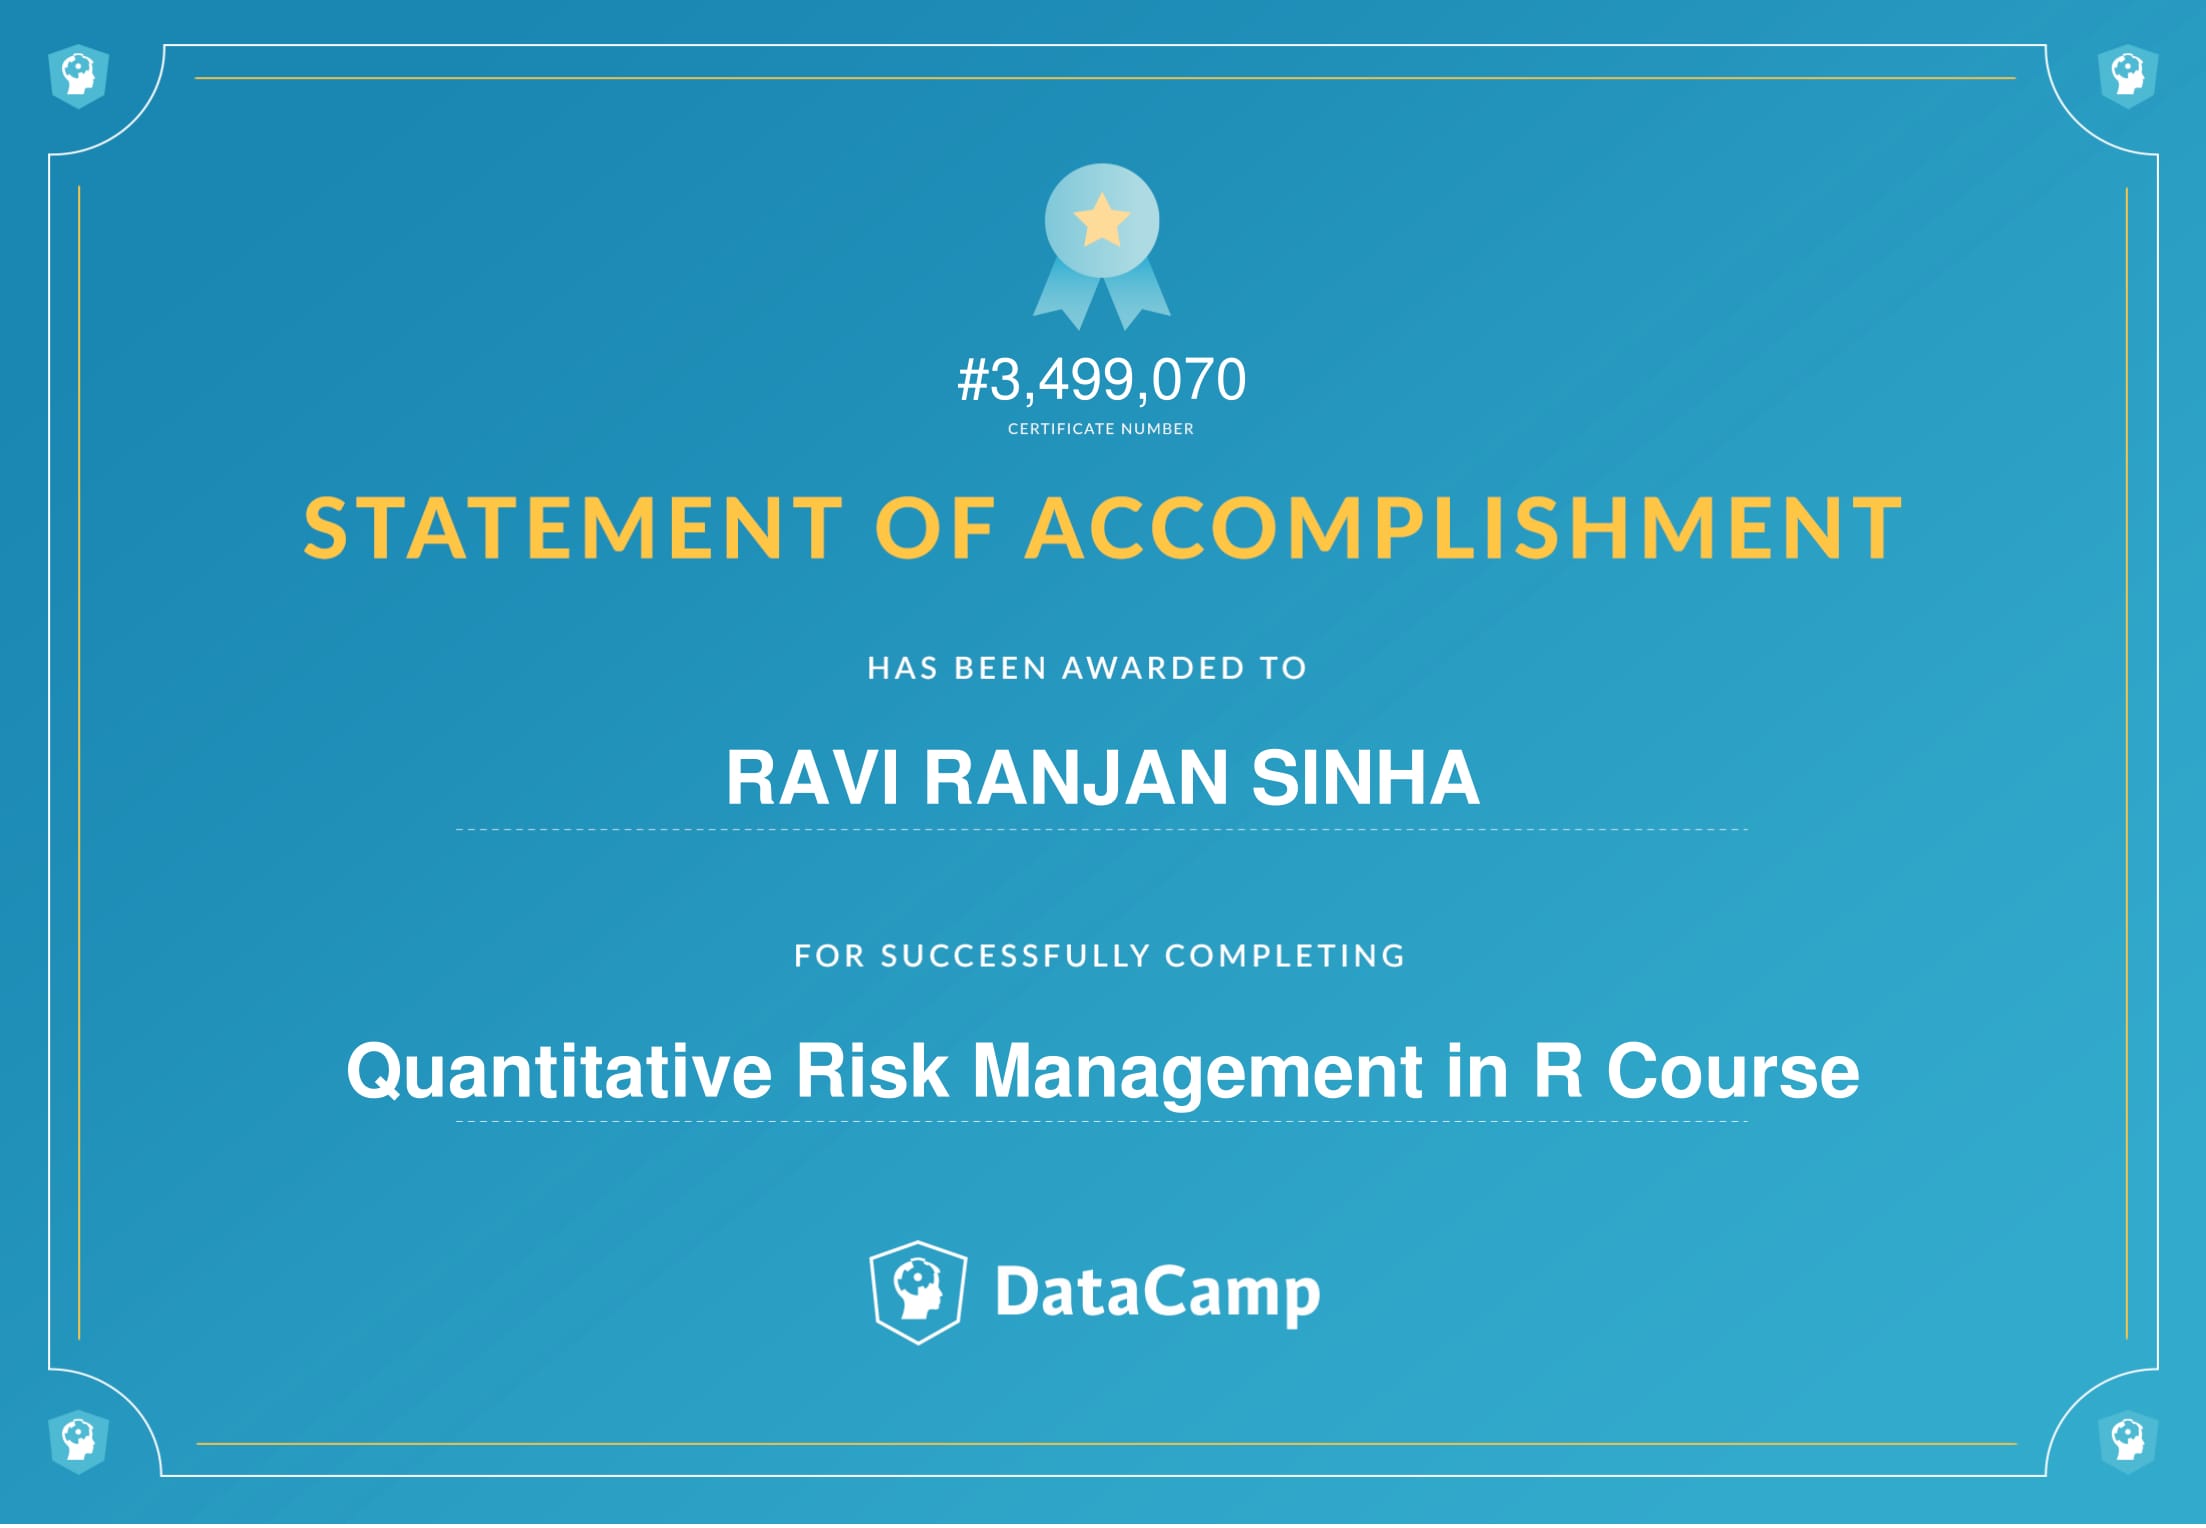 #3,499,070
CERTIFICATE NUMBER
STATEMENT OF ACCOMPLISHMENT
HAS BEEN AWARDED TO
RAVI RANJAN SINHA
FOR SUCCESSFULLY COMPLETING
Quantitative Risk Management in R Course
DataCamp